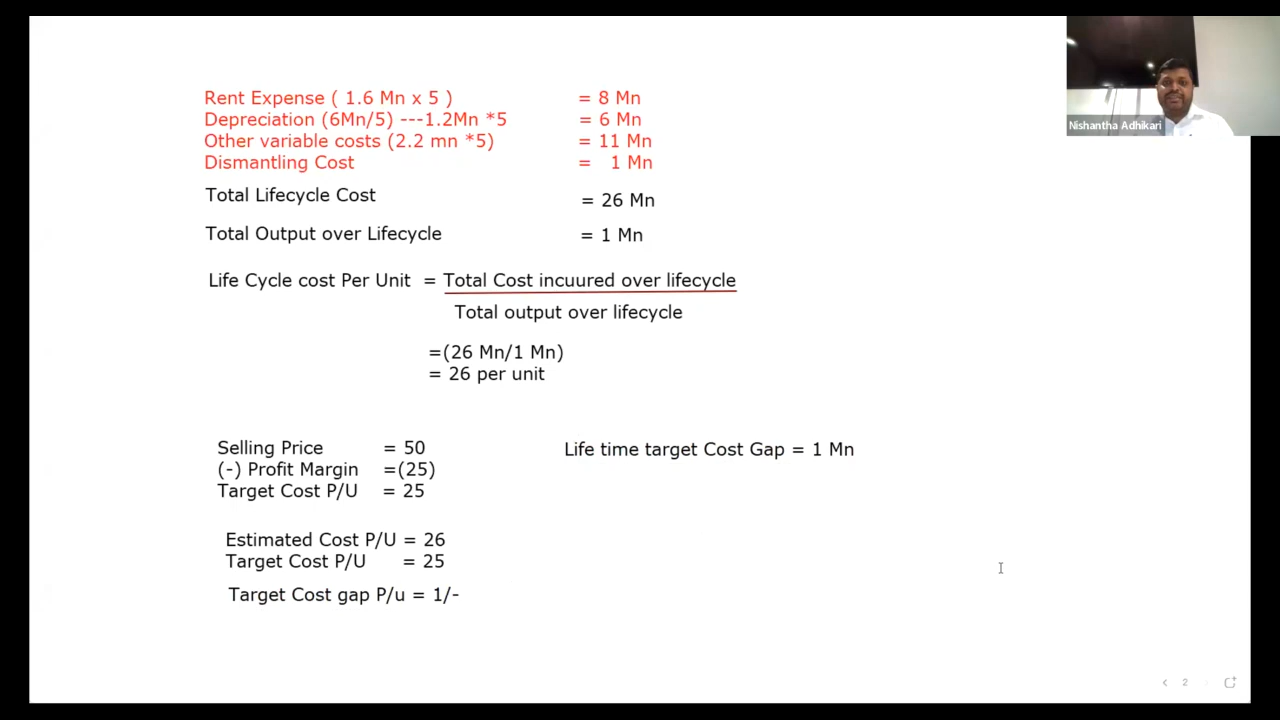 Rent Expense ( 1.6 Mn x 5 ) = 8 Mn
Depreciation (6Mn/5) ---1.2Mn *5 = 6 Mn
Other variable costs (2.2 mn *5) = 11 Mn
Dismantling Cost = 1 Mn
Total Lifecycle Cost = 26 Mn
Total Output over Lifecycle = 1 Mn
Life Cycle cost Per Unit = Total Cost incuured over lifecycle
Total output over lifecycle
=(26 Mn/1 Mn)
= 26 per unit
Selling Price = 50
(-) Profit Margin =(25)
Target Cost P/U = 25
Life time target Cost Gap = 1 Mn
Estimated Cost P/U = 26
Target Cost P/U = 25
Target Cost gap P/u = 1/-
Nishantha Adhikari
2